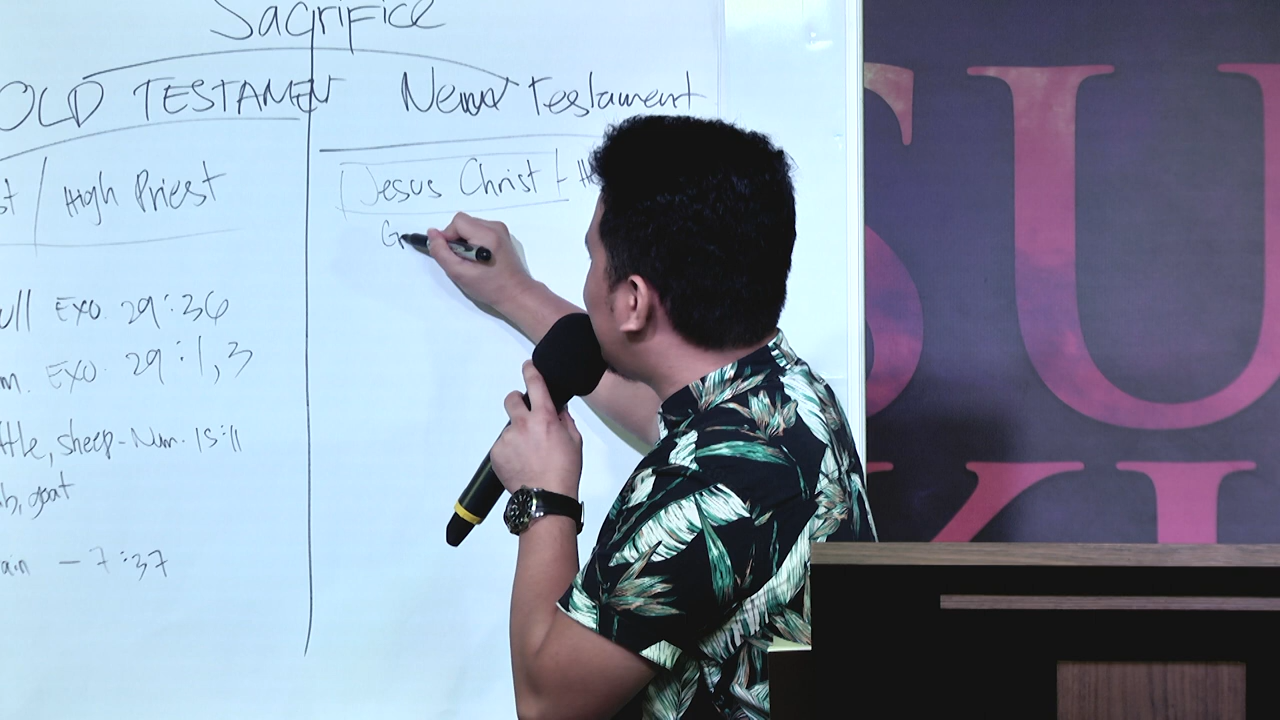 Sacrifice
OLD TESTAMENT New Testament
st / High Priest Jesus Christ / H
G
ull EXO. 29:36
m. EXO. 29:1,3
ttle, sheep - Num. 15:11
b, goat
ain - 7:37
SU